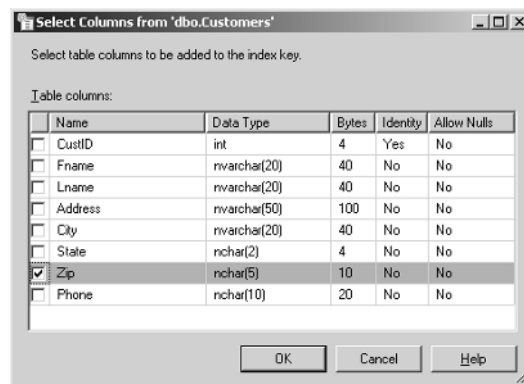 Select Columns from 'dbo.Customers'
Select table columns to be added to the index key.
Table columns:
Name Data Type Bytes Identity Allow Nulls
CustID int 4 Yes No
Fname nvarchar(20) 40 No No
Lname nvarchar(20) 40 No No
Address nvarchar(50) 100 No No
City nvarchar(20) 40 No No
State nchar(2) 4 No No
Zip nchar(5) 10 No No
Phone nchar(10) 20 No No
OK Cancel Help